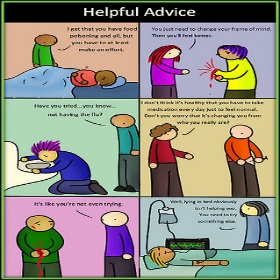 Helpful Advice
I get that you have food
poisoning and all, but
you have to at least
make an effort.
You just need to change your frame of mind.
Then you'll feel better.
Have you tried...you know...
not having the flu?
I don't think it's healthy that you have to take
medication every day just to feel normal.
Don't you worry that it's changing you from
who you really are?
It's like you're not even trying.
Well, lying in bed obviously
isn't helping you.
You need to try
something else.